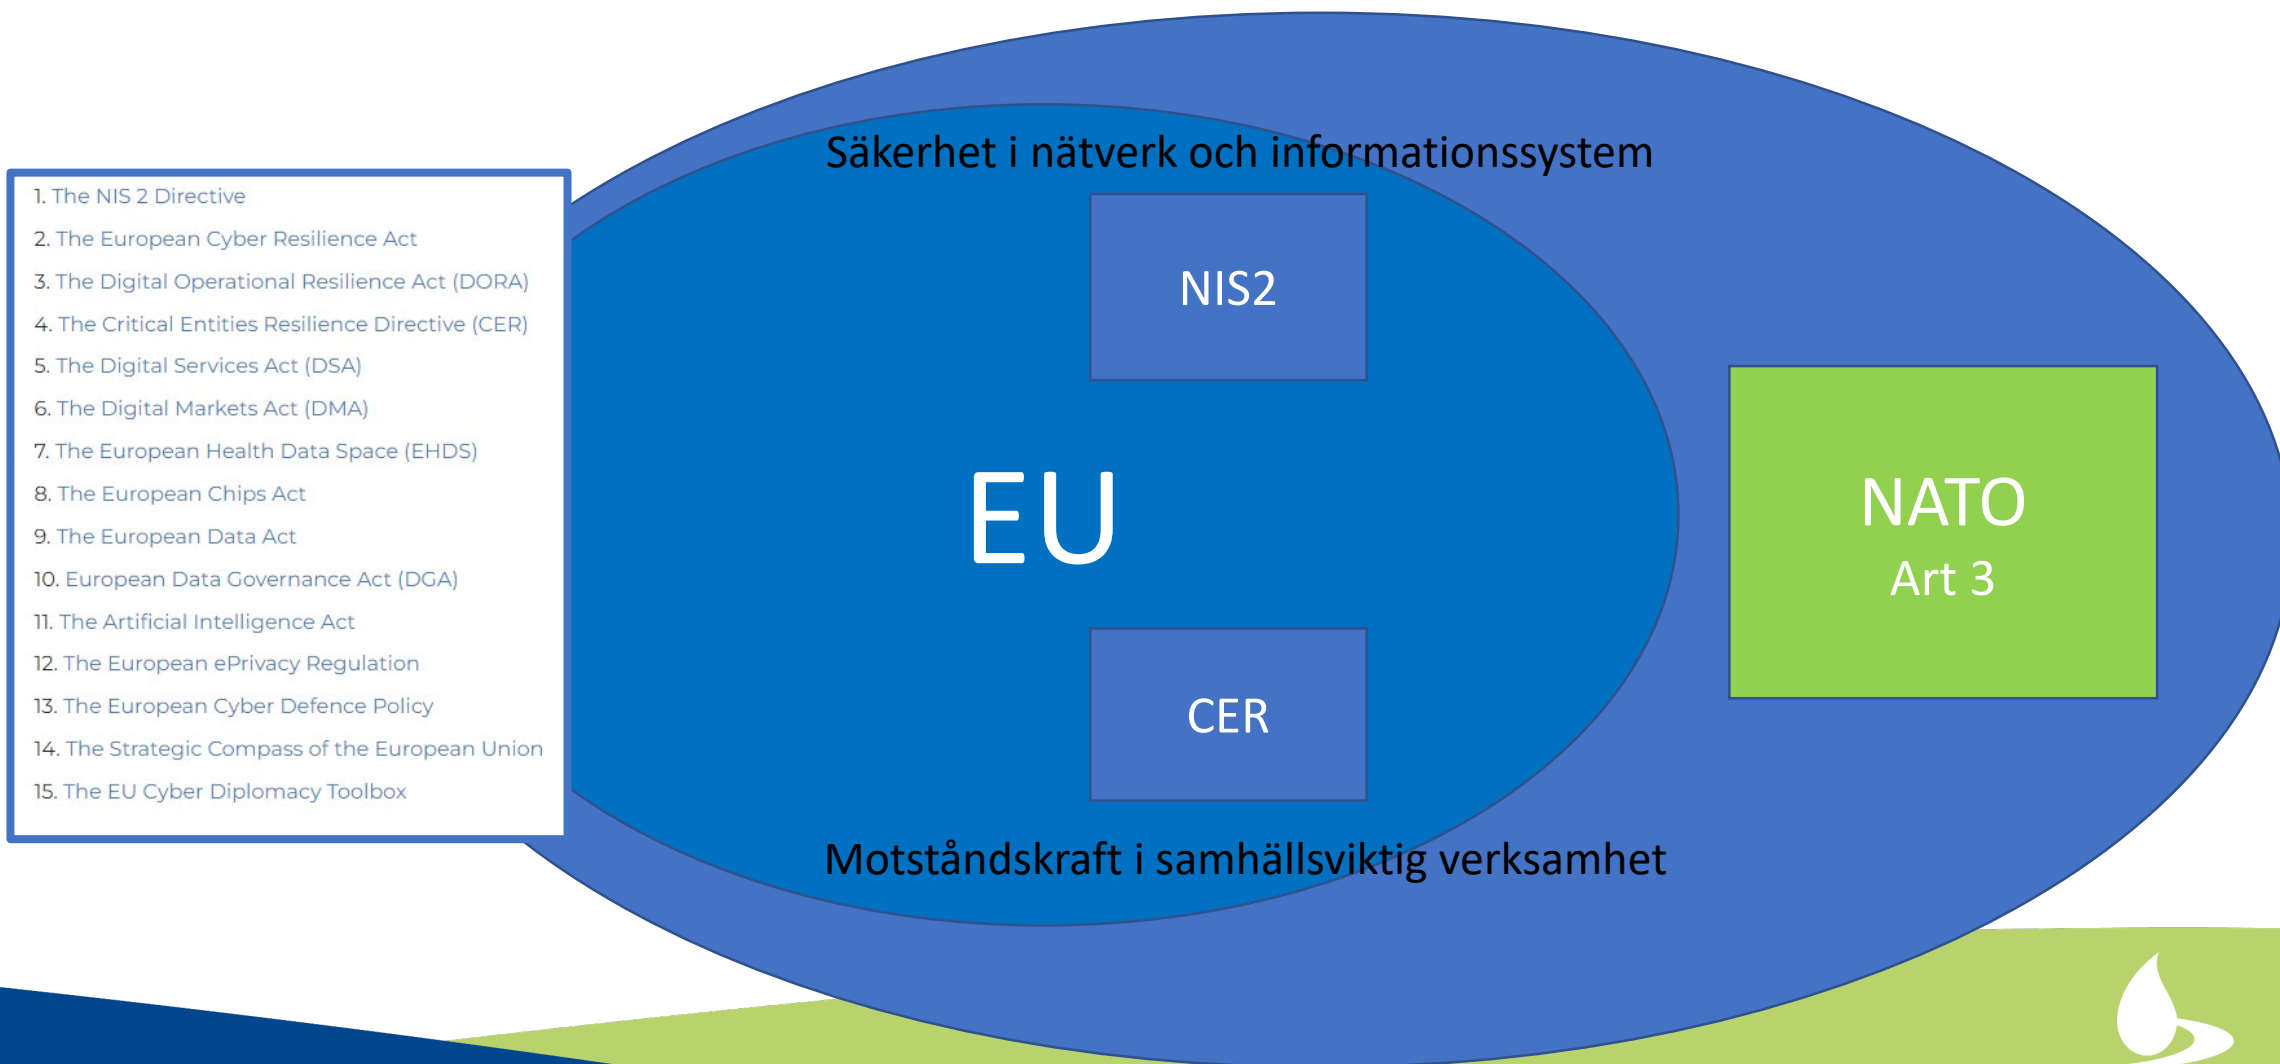 1. The NIS 2 Directive
2. The European Cyber Resilience Act
3. The Digital Operational Resilience Act (DORA)
4. The Critical Entities Resilience Directive (CER)
5. The Digital Services Act (DSA)
6. The Digital Markets Act (DMA)
7. The European Health Data Space (EHDS)
8. The European Chips Act
9. The European Data Act
10. European Data Governance Act (DGA)
11. The Artificial Intelligence Act
12. The European ePrivacy Regulation
13. The European Cyber Defence Policy
14. The Strategic Compass of the European Union
15. The EU Cyber Diplomacy Toolbox
Säkerhet i nätverk och informationssystem
NIS2
EU
CER
Motståndskraft i samhällsviktig verksamhet
NATO
Art 3